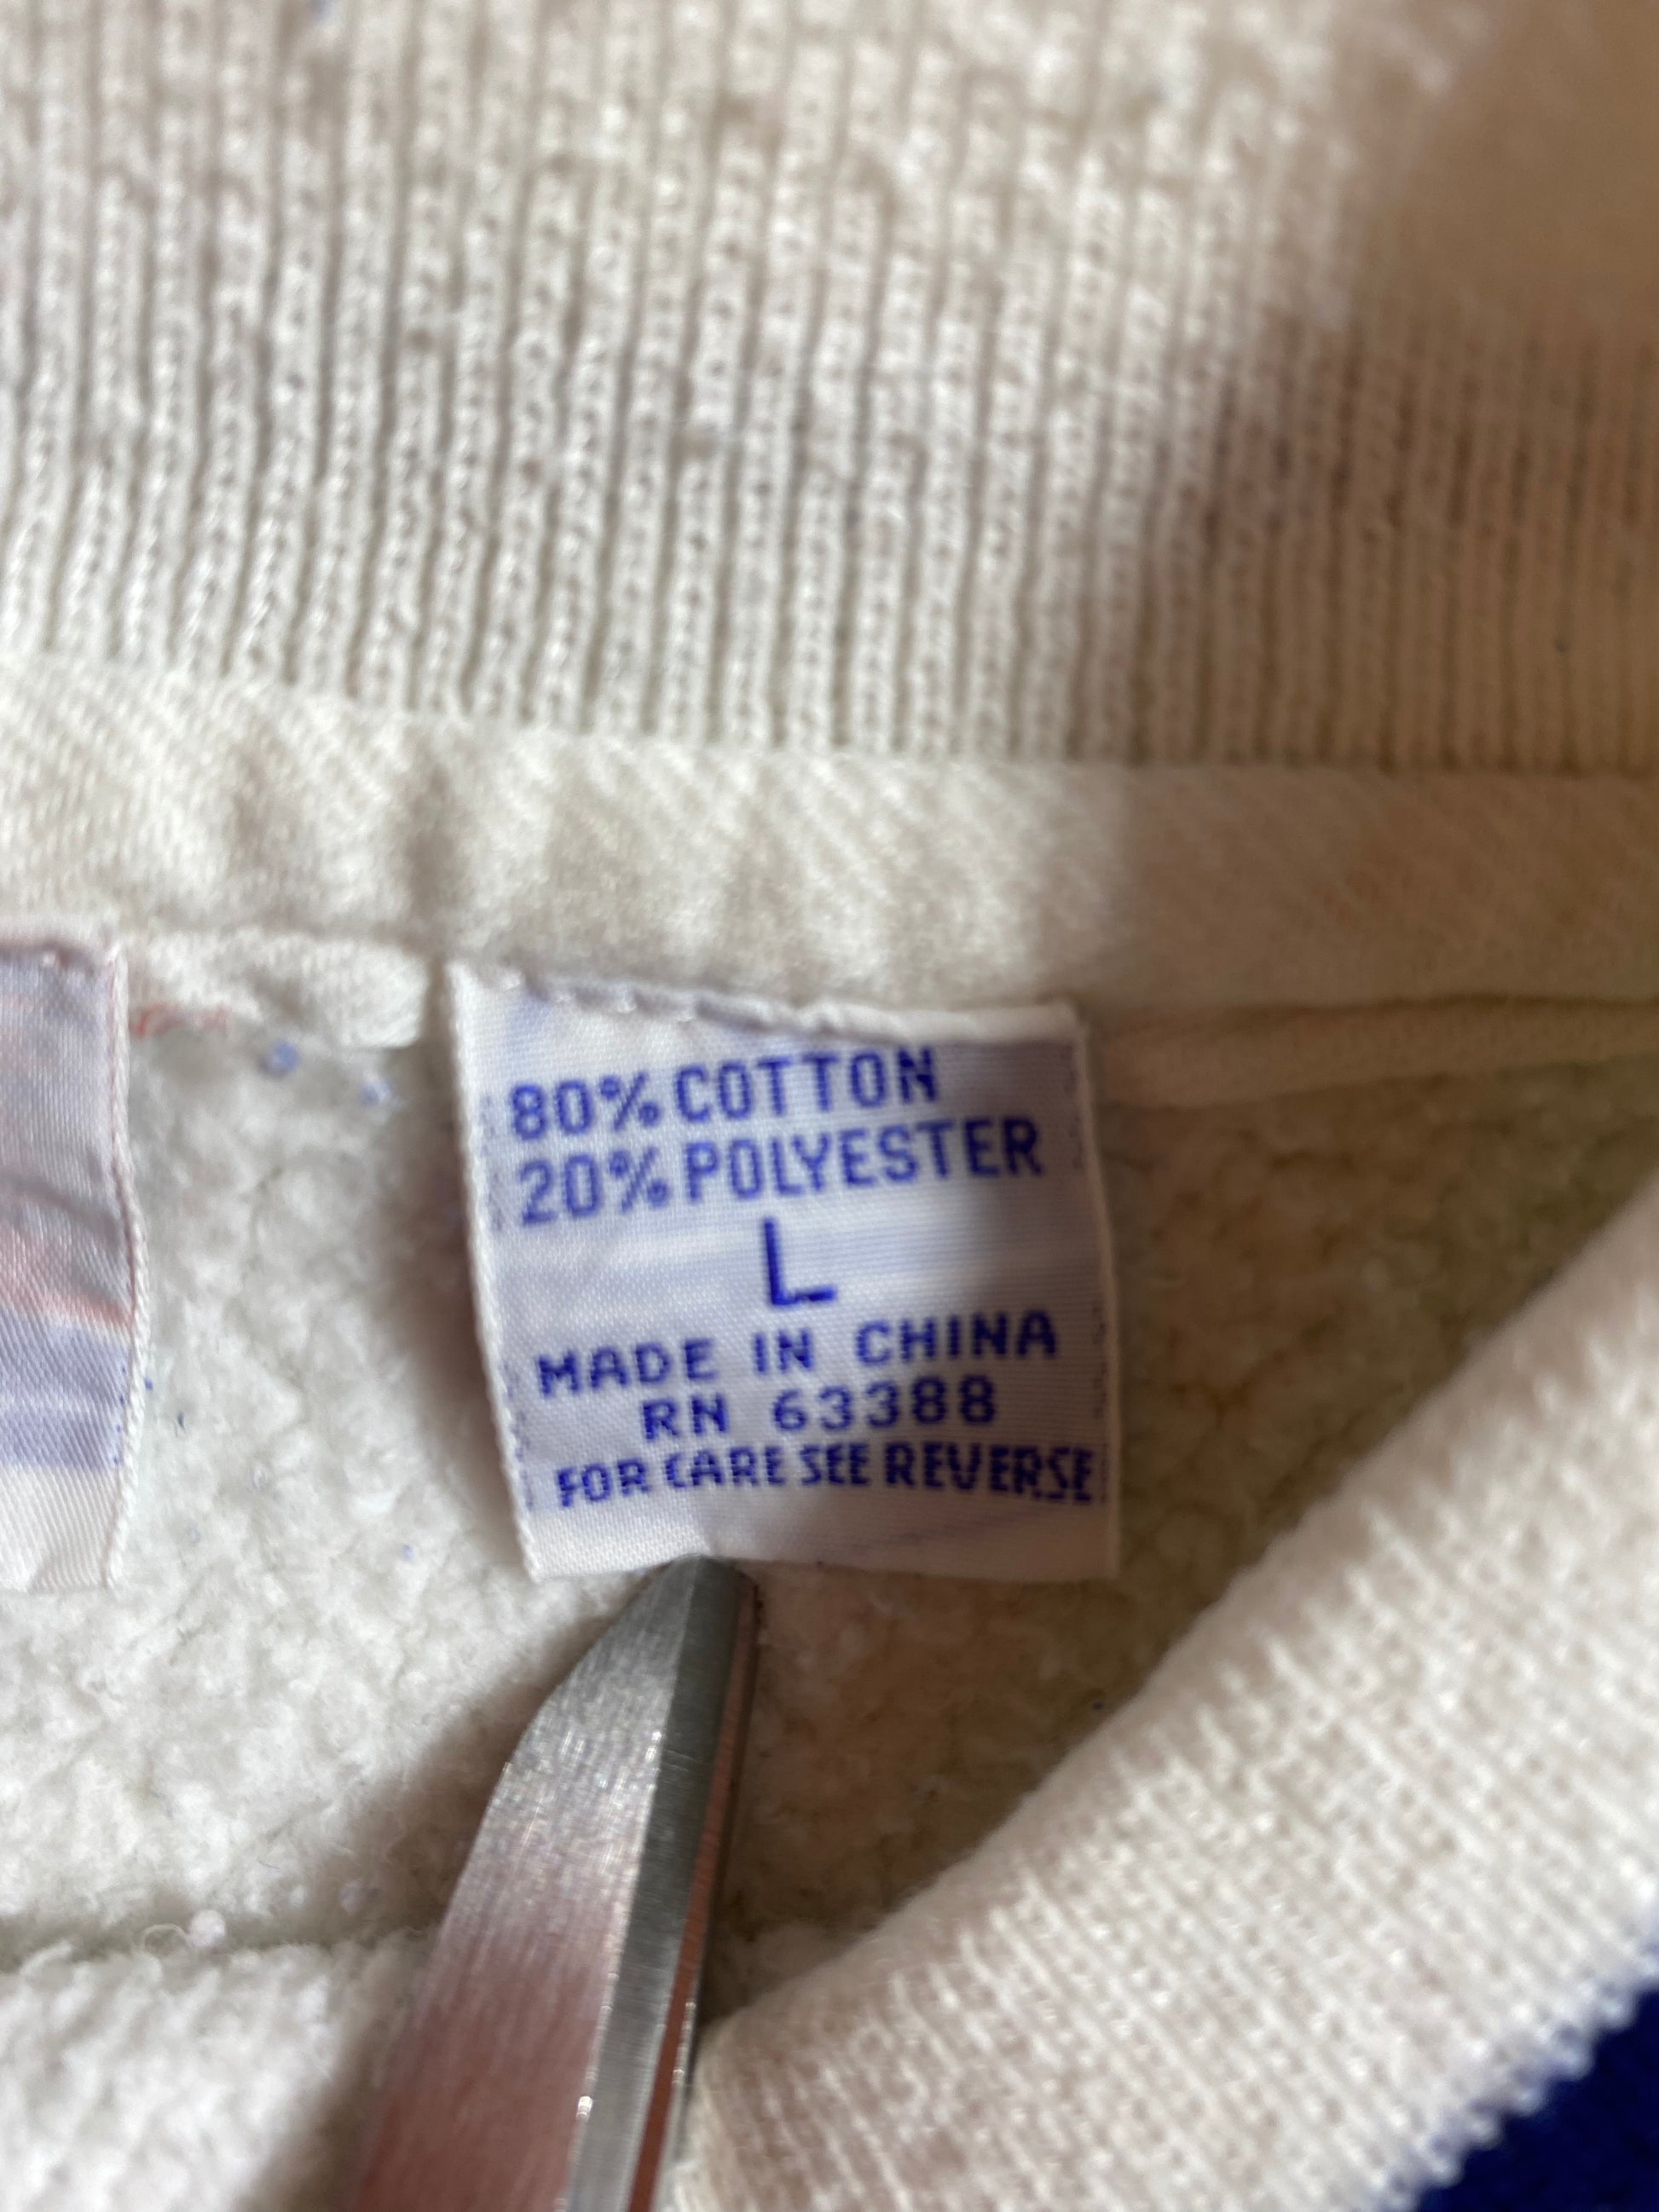 80% COTTON
20% POLYESTER
L
MADE IN CHINA
RN 63388
FOR CARE SEE REVERSE